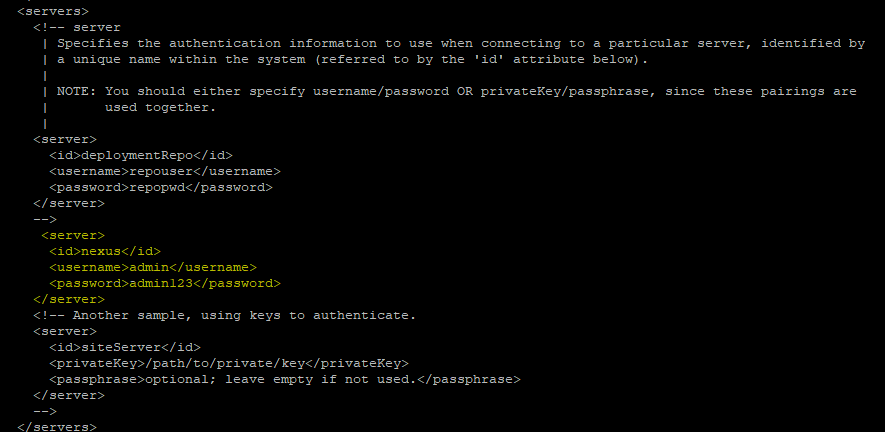 <servers>
<!-- server
| Specifies the authentication information to use when connecting to a particular server, identified by
| a unique name within the system (referred to by the 'id' attribute below).
|
| NOTE: You should either specify username/password OR privateKey/passphrase, since these pairings are
|       used together.
|
<server>
<id>deploymentRepo</id>
<username>repouser</username>
<password>repopwd</password>
</server>
-->
<server>
<id>nexus</id>
<username>admin</username>
<password>admin123</password>
</server>
<!-- Another sample, using keys to authenticate.
<server>
<id>siteServer</id>
<privateKey>/path/to/private/key</privateKey>
<passphrase>optional; leave empty if not used.</passphrase>
</server>
-->
</servers>